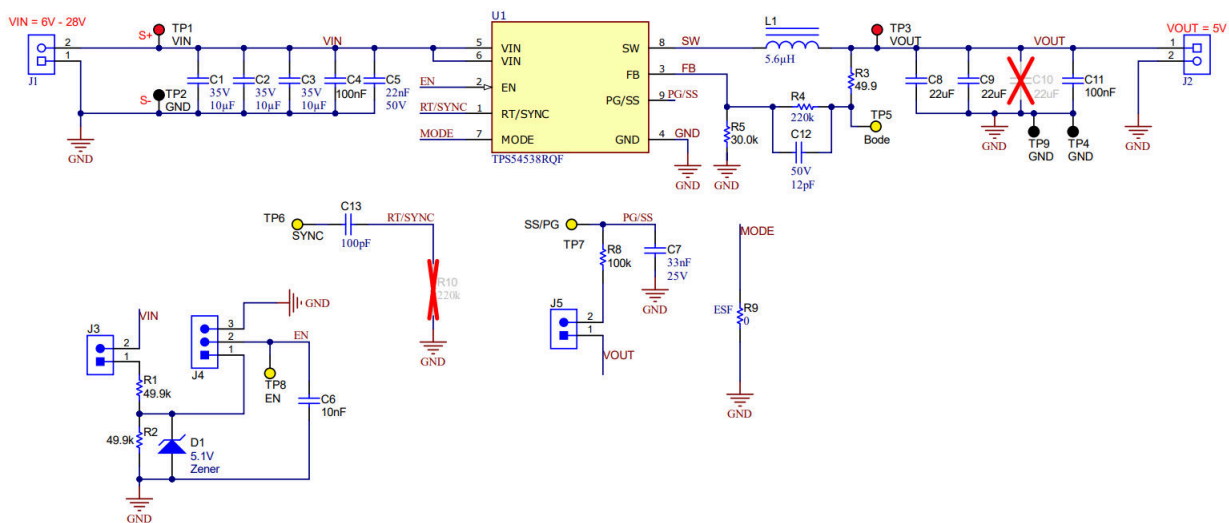 VIN = 6V - 28V
J1
2
1
S+
S-
TP1
VIN
TP2
GND
GND
VIN
C1
35V
10µF
C2
35V
10µF
C3
35V
10µF
C4
100nF
C5
22nF
50V
EN
RT/SYNC
MODE
U1
5
6
2
1
7
VIN
VIN
EN
RT/SYNC
MODE
SW
FB
PG/SS
GND
8
3
9
4
TPS54538RQF
SW
FB
PG/SS
GND
GND
L1
5.6µH
R5
30.0k
GND
R4
220k
C12
50V
12pF
R3
49.9
TP5
Bode
TP3
VOUT
C8
22uF
C9
22uF
VOUT
C10
22uF
C11
100nF
GND
TP9
GND
TP4
GND
VOUT = 5V
1
2
J2
GND
TP6
SYNC
C13
100pF
RT/SYNC
R10
220k
GND
SS/PG
TP7
PG/SS
R8
100k
C7
33nF
25V
GND
J5
2
1
VOUT
MODE
ESF
R9
0
GND
VIN
J3
2
1
R1
49.9k
R2
49.9k
D1
5.1V
Zener
GND
J4
3
2
1
GND
EN
TP8
EN
C6
10nF